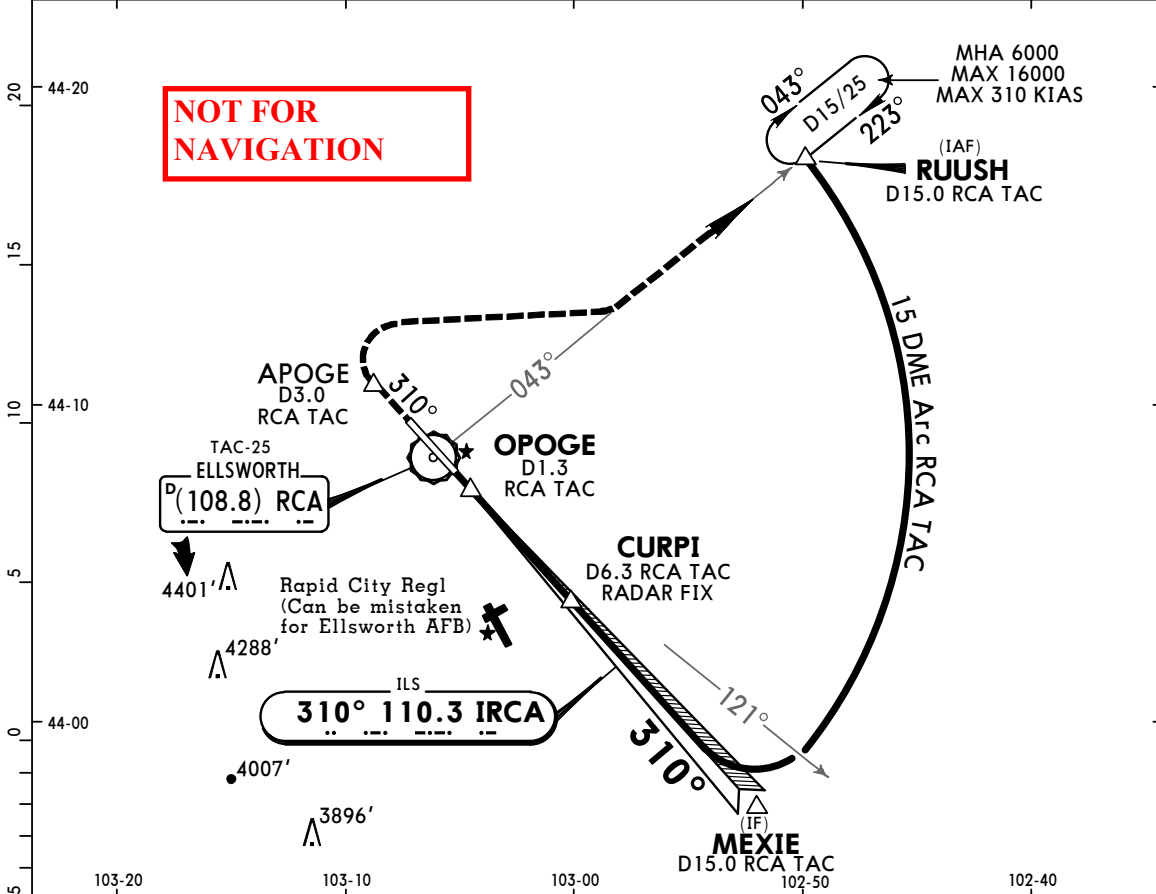 MHA 6000
MAX 16000
MAX 310 KIAS
043°
D15/25
223°
(IAF)
RUUSH
D15.0 RCA TAC
20
44-20
NOT FOR
NAVIGATION
15
15 DME Arc RCA TAC
APOGE
D3.0
RCA TAC
310°
043°
10
44-10
OPOGE
D1.3
RCA TAC
TAC-25
ELLSWORTH
D(108.8) RCA
CURPI
D6.3 RCA TAC
RADAR FIX
5
4401'
Rapid City Regl
(Can be mistaken
for Ellsworth AFB)
4288'
ILS
310° 110.3 IRCA
121°
0
44-00
310°
4007'
3896'
(IF)
MEXIE
D15.0 RCA TAC
5
103-20
103-10
103-00
102-50
102-40